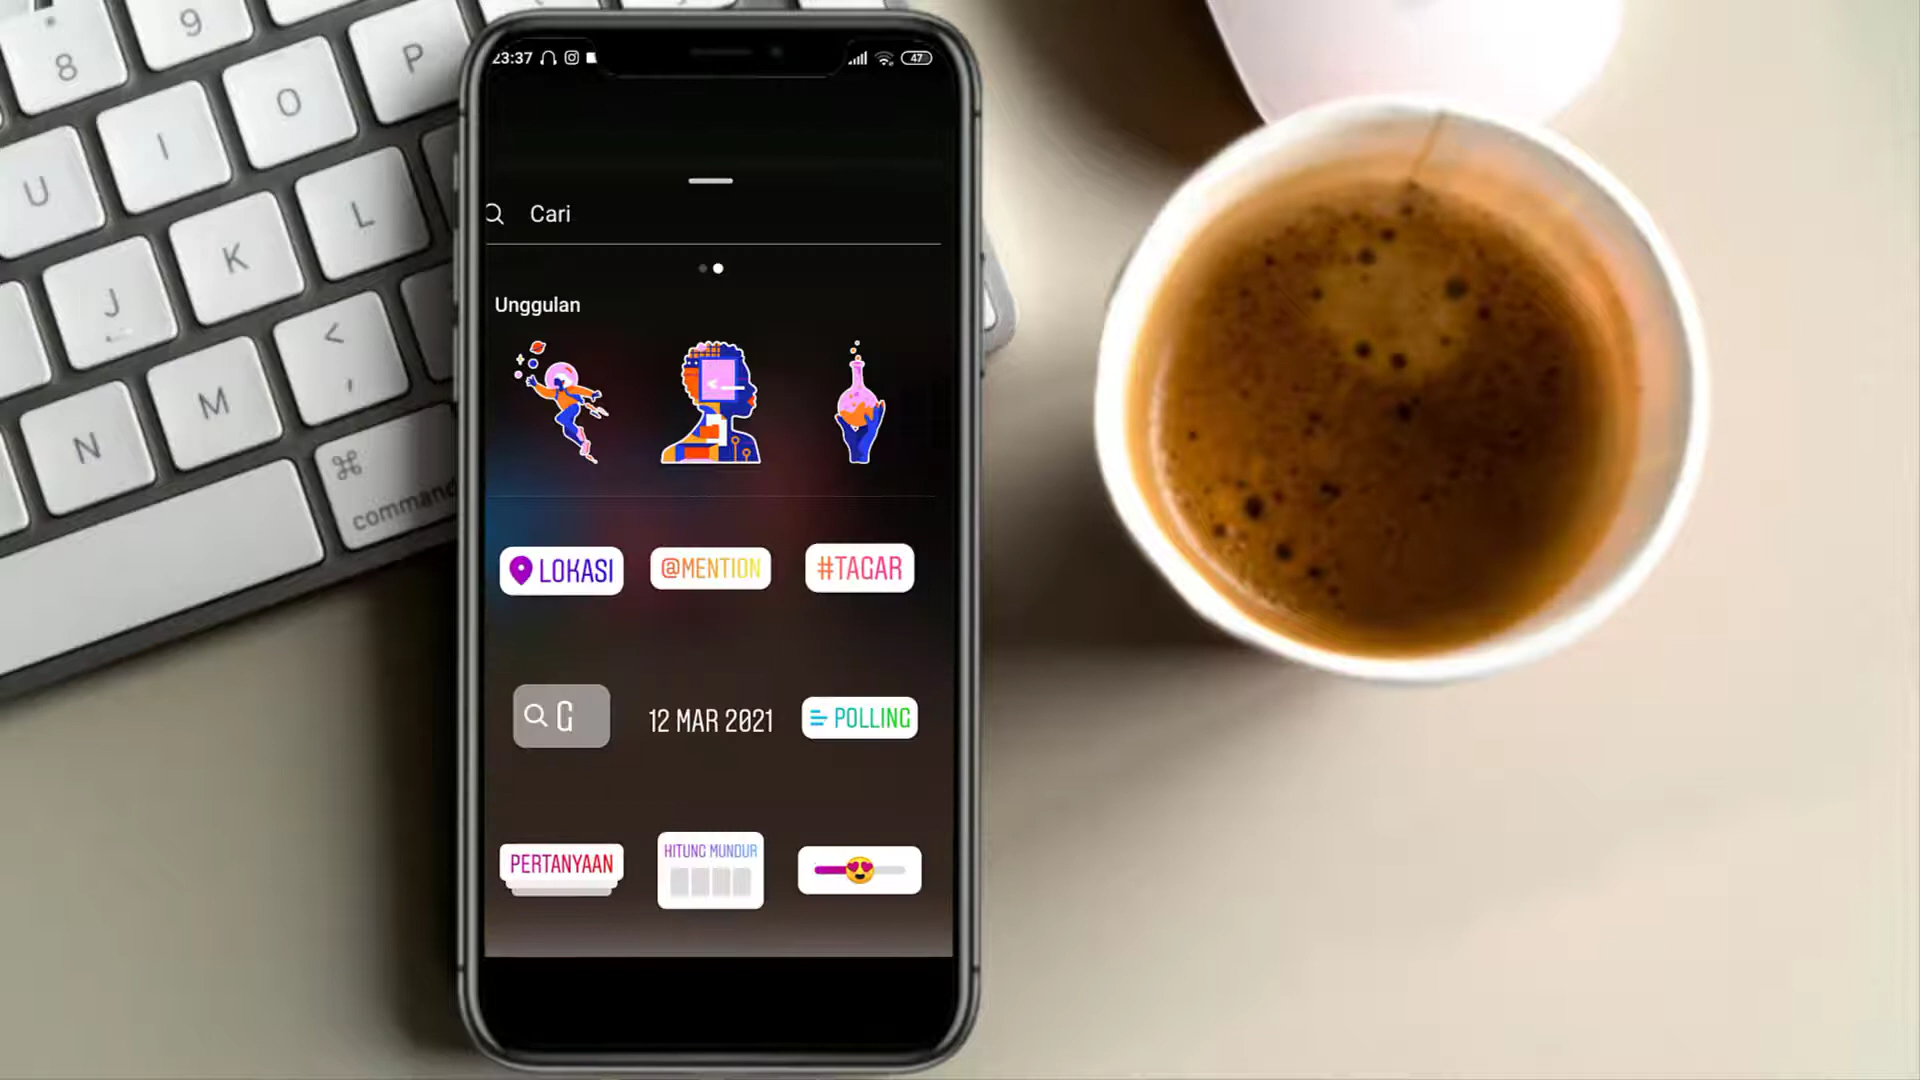 8
9
P
O
I
U
L
K
J
<
,
M
N
⌘
command
23:37
47
Cari
Unggulan
LOKASI
@MENTION
#TAGAR
G
12 MAR 2021
POLLING
PERTANYAAN
HITUNG MUNDUR